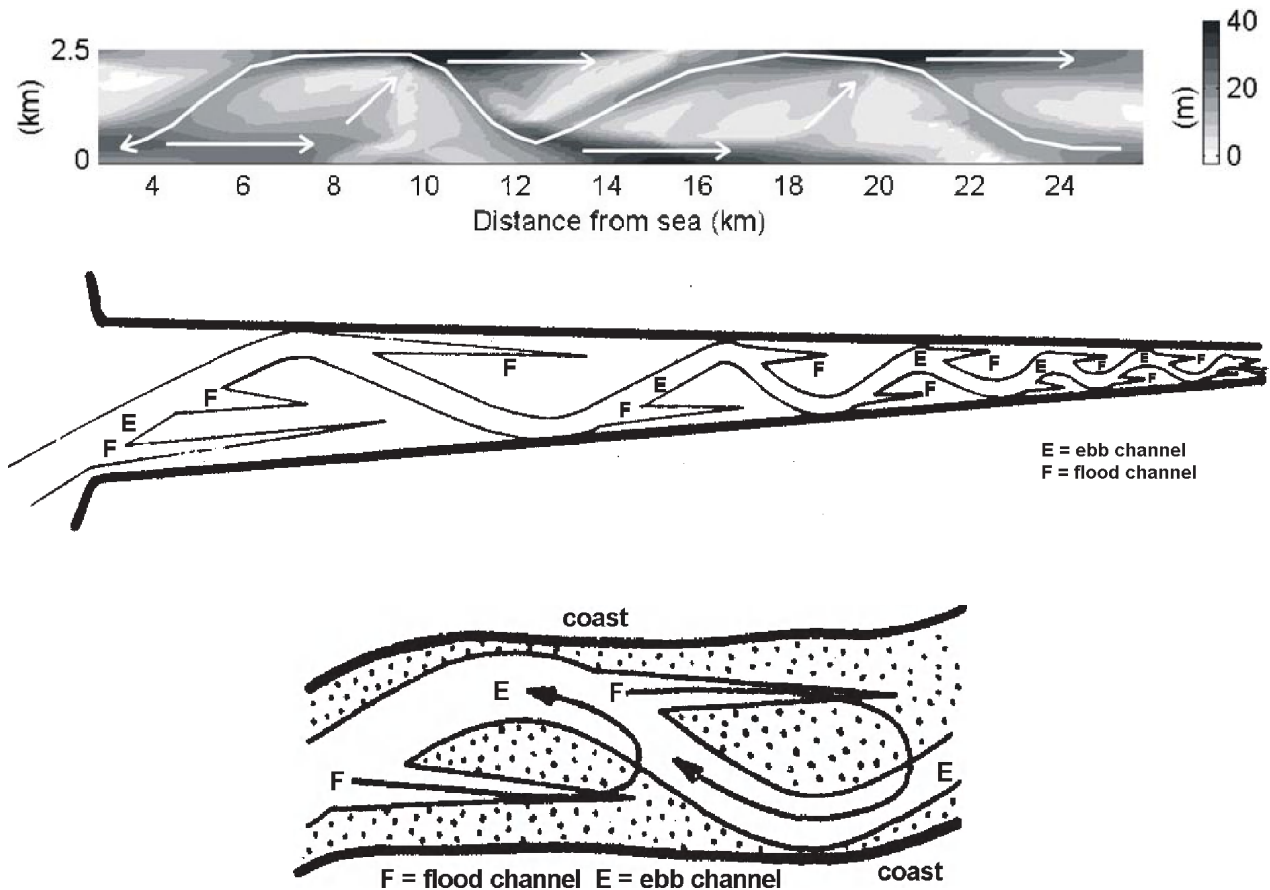 40
2.5
(km)
20
(m)
0
0
4 6 8 10 12 14 16 18 20 22 24
Distance from sea (km)
F
E
F
E
F
F
F
E
F
F
E
F
F
E
F
F
E = ebb channel
F = flood channel
coast
E
F
F
E
coast
F = flood channel E = ebb channel